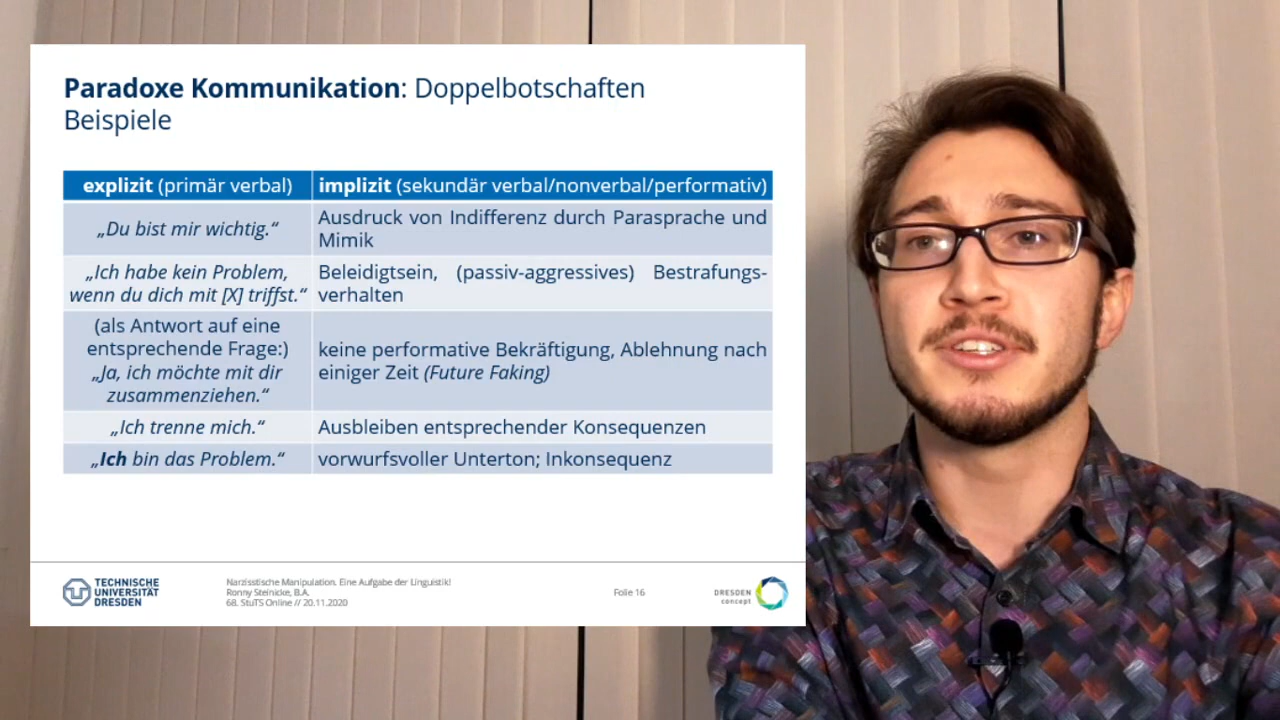 Paradoxe Kommunikation: Doppelbotschaften
Beispiele
explizit (primär verbal)
implizit (sekundär verbal/nonverbal/performativ)
„Du bist mir wichtig.“
Ausdruck von Indifferenz durch Parasprache und
Mimik
„Ich habe kein Problem,
wenn du dich mit [X] triffst.“
Beleidigtsein, (passiv-aggressives) Bestrafungs-
verhalten
(als Antwort auf eine
entsprechende Frage:)
„Ja, ich möchte mit dir
zusammenziehen.“
keine performative Bekräftigung, Ablehnung nach
einiger Zeit (Future Faking)
„Ich trenne mich.“
Ausbleiben entsprechender Konsequenzen
„Ich bin das Problem.“
vorwurfsvoller Unterton; Inkonsequenz
TECHNISCHE
UNIVERSITÄT
DRESDEN
Narzisstische Manipulation. Eine Aufgabe der Linguistik!
Ronny Steinicke, B.A.
68. StuTS Online // 20.11.2020
Folie 16
DRESDEN
concept